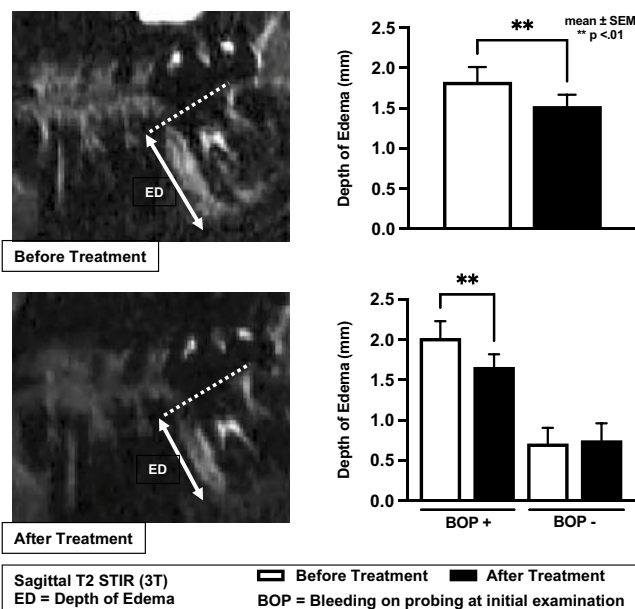 ED
Before Treatment
mean ± SEM
** p <.01
**
Depth of Edema (mm)
2.5
2.0
1.5
1.0
0.5
0.0
ED
After Treatment
**
Depth of Edema (mm)
2.5
2.0
1.5
1.0
0.5
0.0
BOP +
BOP -
Sagittal T2 STIR (3T)
ED = Depth of Edema
Before Treatment
After Treatment
BOP = Bleeding on probing at initial examination